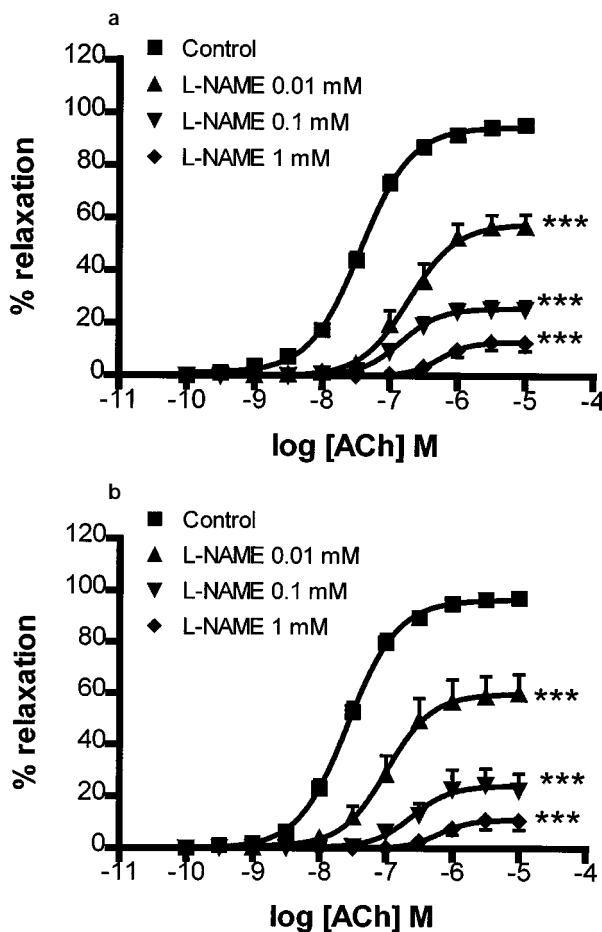 a
Control
L-NAME 0.01 mM
L-NAME 0.1 mM
L-NAME 1 mM
120
100
80
60
40
20
0
% relaxation
***
***
***
-11 -10 -9 -8 -7 -6 -5 -4
log [ACh] M
b
Control
L-NAME 0.01 mM
L-NAME 0.1 mM
L-NAME 1 mM
120
100
80
60
40
20
0
% relaxation
***
***
***
-11 -10 -9 -8 -7 -6 -5 -4
log [ACh] M